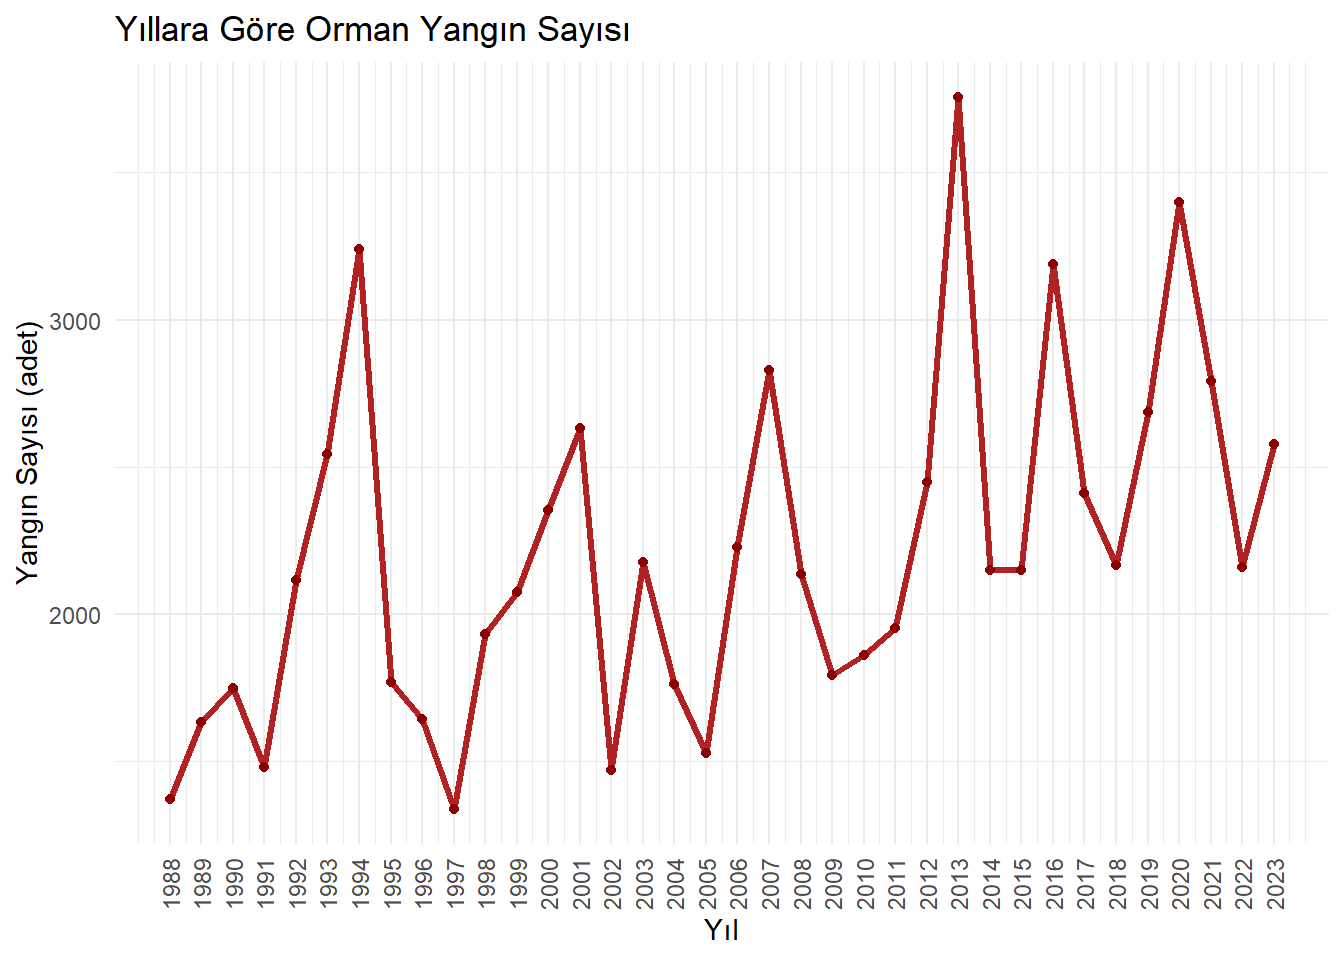 Yıllara Göre Orman Yangın Sayısı
Yangın Sayısı (adet)
3000
2000
1988 1989 1990 1991 1992 1993 1994 1995 1996 1997 1998 1999 2000 2001 2002 2003 2004 2005 2006 2007 2008 2009 2010 2011 2012 2013 2014 2015 2016 2017 2018 2019 2020 2021 2022 2023
Yıl